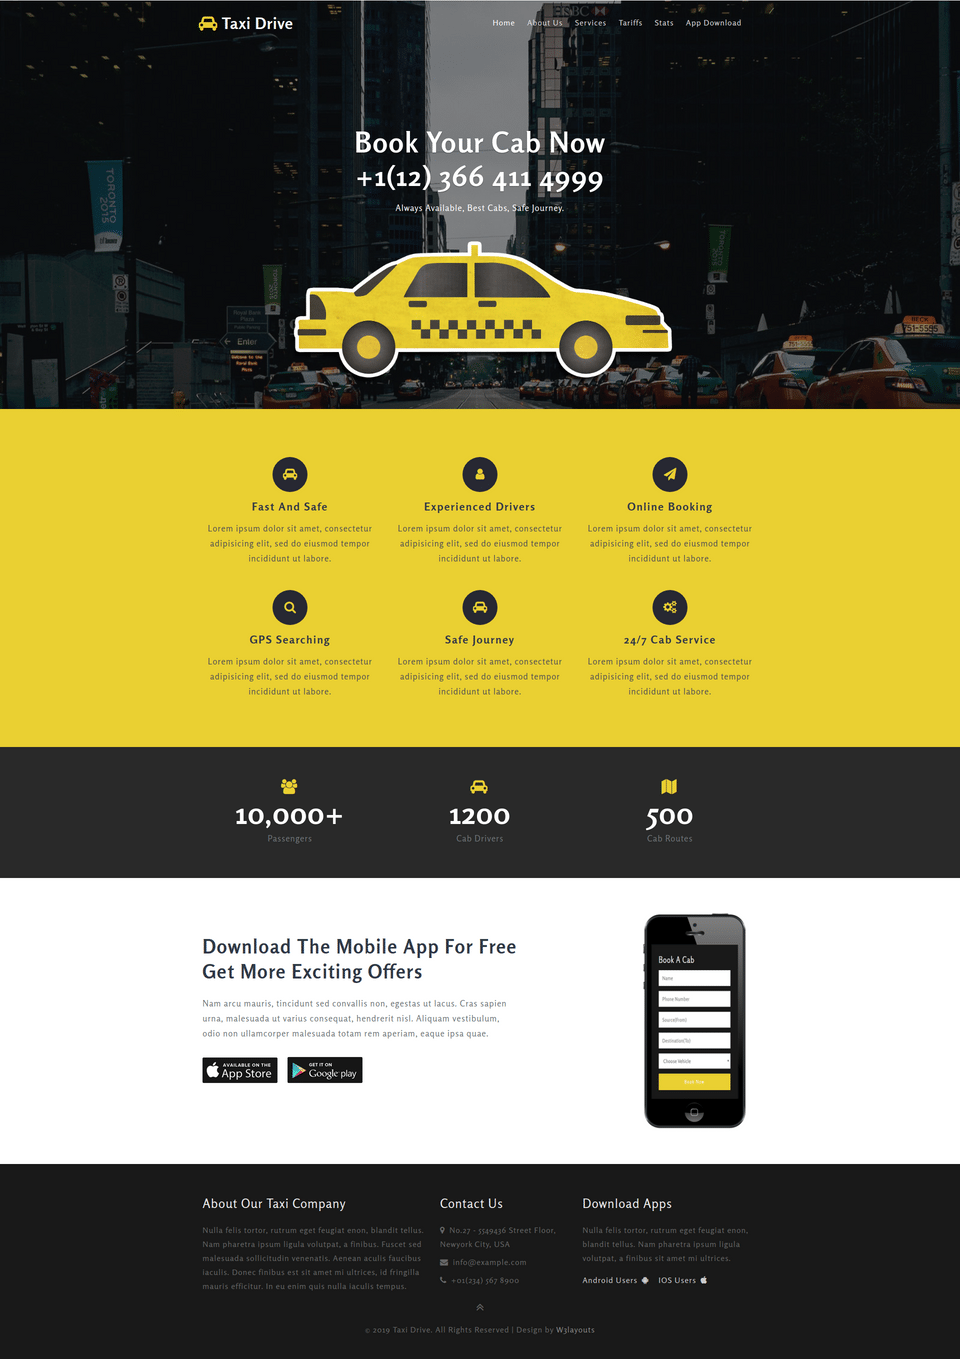 Taxi Drive
Home About Us Services Tariffs Stats App Download
HSBC
Book Your Cab Now
+1(12) 366 411 4999
Always Available, Best Cabs, Safe Journey.
TORONTO
2015
Toronto
TORONTO
Royal Bank
Plaza
Enter
Royal Bank
Plaza
BECK
751-5555
Fast And Safe
Lorem ipsum dolor sit amet, consectetur
adipisicing elit, sed do eiusmod tempor
incididunt ut labore.
Experienced Drivers
Lorem ipsum dolor sit amet, consectetur
adipisicing elit, sed do eiusmod tempor
incididunt ut labore.
Online Booking
Lorem ipsum dolor sit amet, consectetur
adipisicing elit, sed do eiusmod tempor
incididunt ut labore.
GPS Searching
Lorem ipsum dolor sit amet, consectetur
adipisicing elit, sed do eiusmod tempor
incididunt ut labore.
Safe Journey
Lorem ipsum dolor sit amet, consectetur
adipisicing elit, sed do eiusmod tempor
incididunt ut labore.
24/7 Cab Service
Lorem ipsum dolor sit amet, consectetur
adipisicing elit, sed do eiusmod tempor
incididunt ut labore.
10,000+
Passengers
1200
Cab Drivers
500
Cab Routes
Download The Mobile App For Free
Get More Exciting Offers
Nam arcu mauris, tincidunt sed convallis non, egestas ut lacus. Cras sapien
urna, malesuada ut varius consequat, hendrerit nisl. Aliquam vestibulum,
odio non ullamcorper malesuada totam rem aperiam, eaque ipsa quae.
AVAILABLE ON THE
App Store
GET IT ON
Google play
Book A Cab
Name
Phone Number
Source(From)
Destination(To)
Choose Vehicle
Book Now
About Our Taxi Company
Nulla felis tortor, rutrum eget feugiat enon, blandit tellus.
Nam pharetra ipsum ligula volutpat, a finibus. Fuscet sed
malesuada sollicitudin venenatis. Aenean aculis faucibus
iaculis. Donec finibus est sit amet mi ultrices, id fringilla
mauris efficitur. In eu enim quis nulla iaculis tempus.
Contact Us
No.27 - 5549436 Street Floor,
Newyork City, USA
info@example.com
+01(234) 567 8900
Download Apps
Nulla felis tortor, rutrum eget feugiat enon,
blandit tellus. Nam pharetra ipsum ligula
volutpat, a finibus sit amet mi ultrices.
Android Users IOS Users
© 2019 Taxi Drive. All Rights Reserved | Design by W3layouts